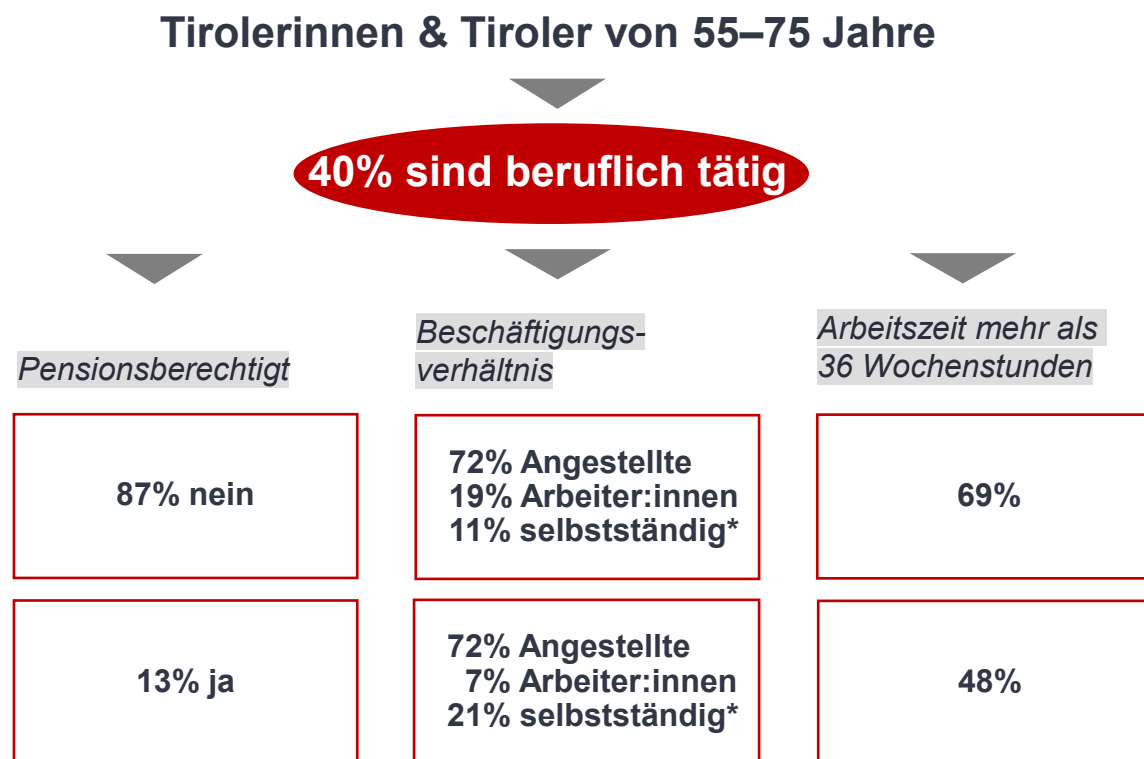 Tirolerinnen & Tiroler von 55–75 Jahre
40% sind beruflich tätig
Pensionsberechtigt
Beschäftigungs-
verhältnis
Arbeitszeit mehr als
36 Wochenstunden
87% nein
72% Angestellte
19% Arbeiter:innen
11% selbstständig*
69%
13% ja
72% Angestellte
7% Arbeiter:innen
21% selbstständig*
48%